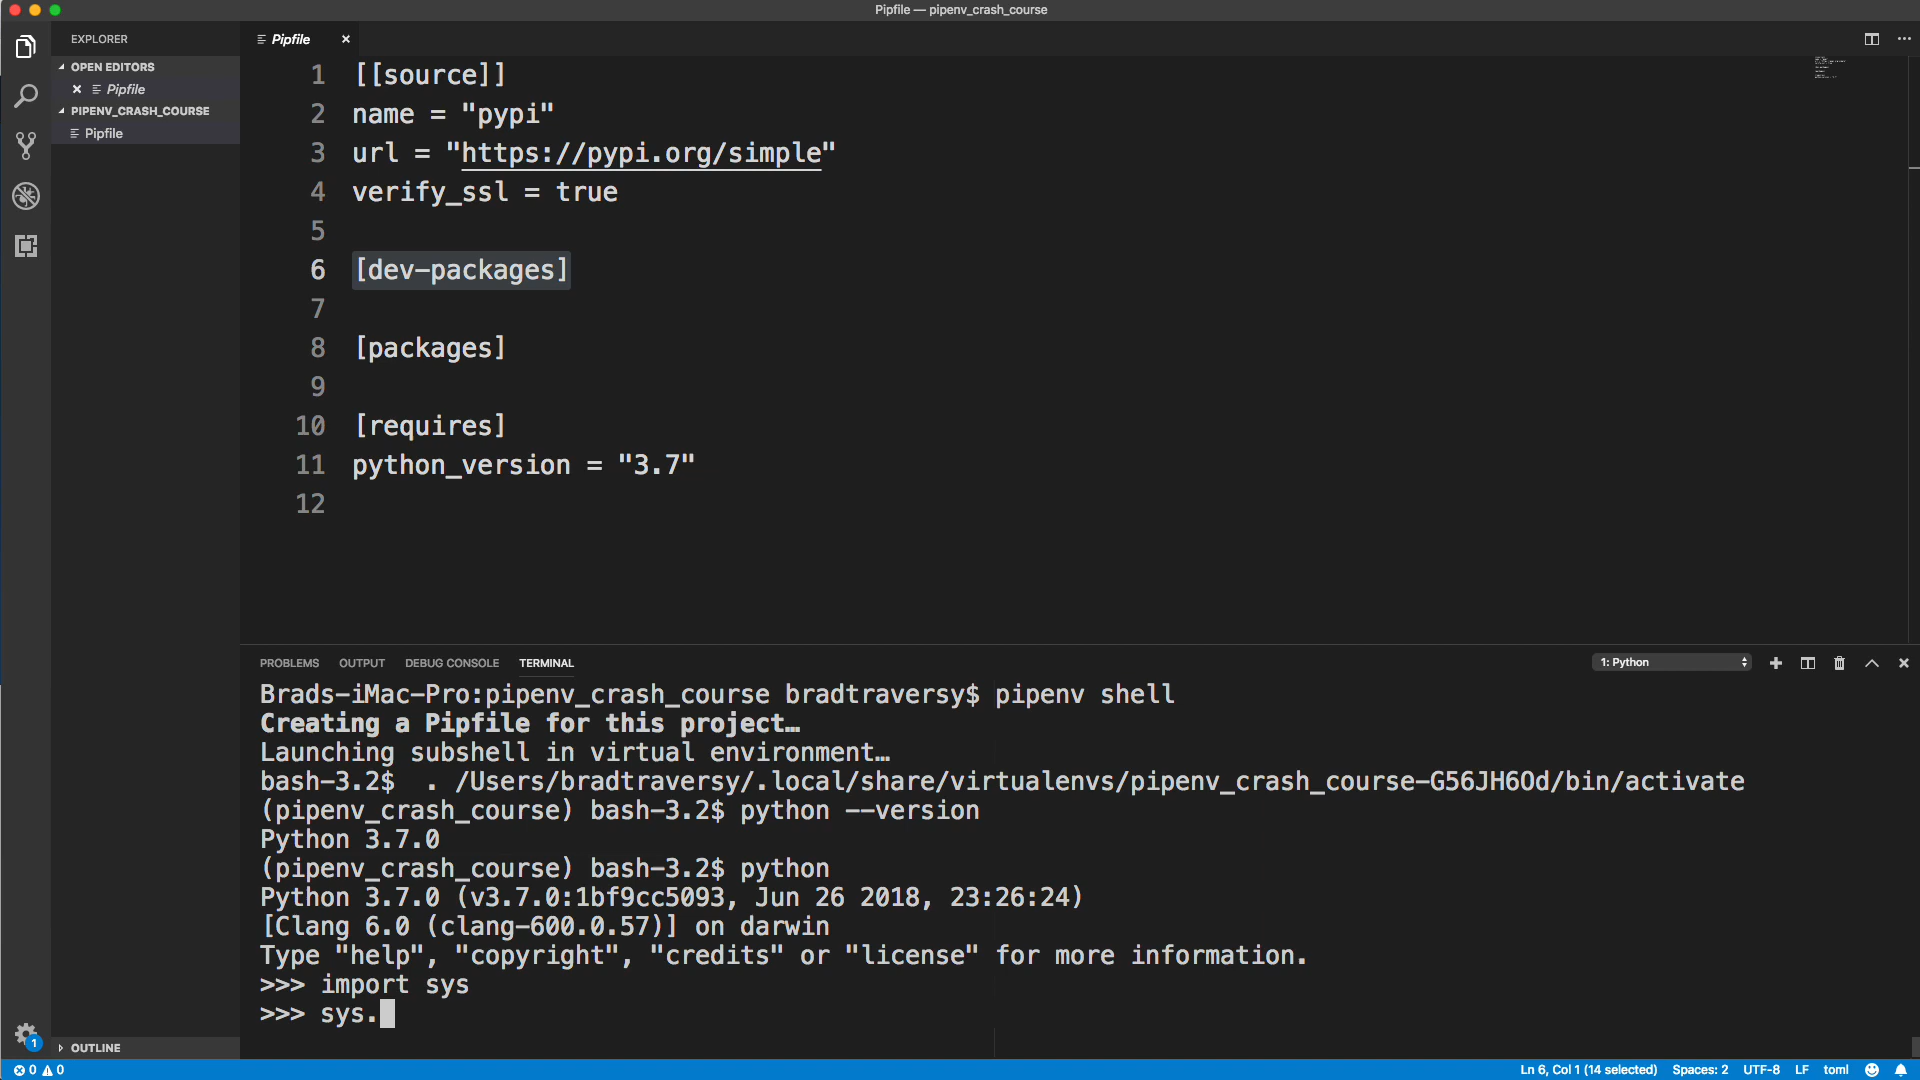 Pipfile — pipenv_crash_course
EXPLORER
OPEN EDITORS
Pipfile
PIPENV_CRASH_COURSE
Pipfile
OUTLINE
1
Pipfile
1 [[source]]
2 name = "pypi"
3 url = "https://pypi.org/simple"
4 verify_ssl = true
5
6 [dev-packages]
7
8 [packages]
9
10 [requires]
11 python_version = "3.7"
12
PROBLEMS OUTPUT DEBUG CONSOLE TERMINAL 1: Python
Brads-iMac-Pro:pipenv_crash_course bradtraversy$ pipenv shell
Creating a Pipfile for this project…
Launching subshell in virtual environment…
bash-3.2$  . /Users/bradtraversy/.local/share/virtualenvs/pipenv_crash_course-G56JH6Od/bin/activate
(pipenv_crash_course) bash-3.2$ python --version
Python 3.7.0
(pipenv_crash_course) bash-3.2$ python
Python 3.7.0 (v3.7.0:1bf9cc5093, Jun 26 2018, 23:26:24)
[Clang 6.0 (clang-600.0.57)] on darwin
Type "help", "copyright", "credits" or "license" for more information.
>>> import sys
>>> sys.
0 0 Ln 6, Col 1 (14 selected) Spaces: 2 UTF-8 LF toml